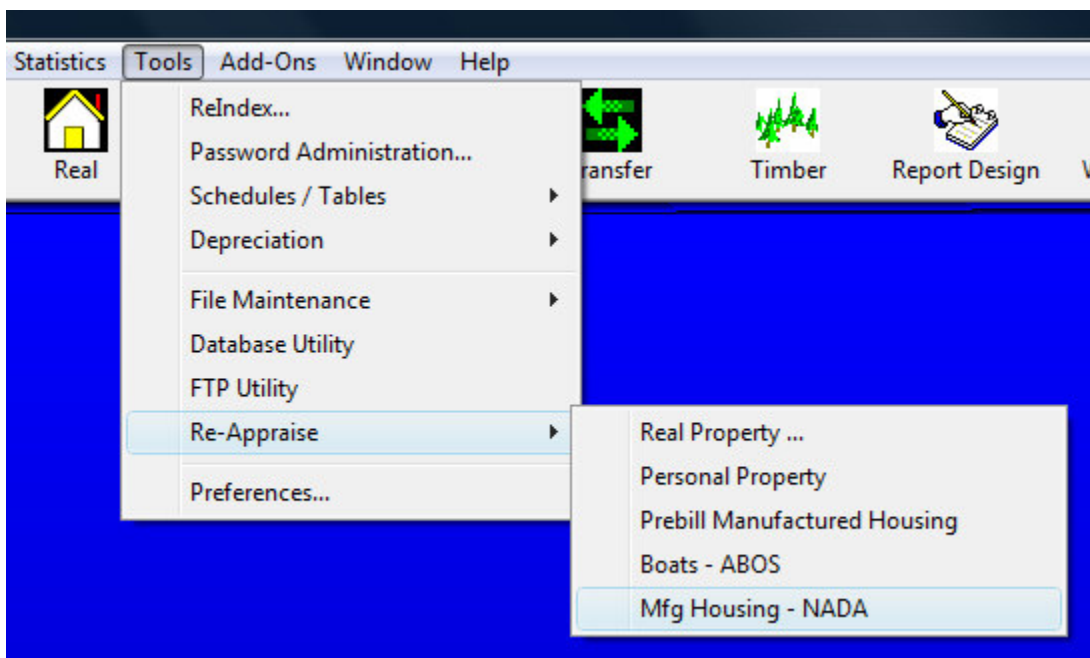 Statistics Tools Add-Ons Window Help
Real ransfer Timber Report Design
ReIndex...
Password Administration...
Schedules / Tables
Depreciation
File Maintenance
Database Utility
FTP Utility
Re-Appraise
Preferences...
Real Property ...
Personal Property
Prebill Manufactured Housing
Boats - ABOS
Mfg Housing - NADA